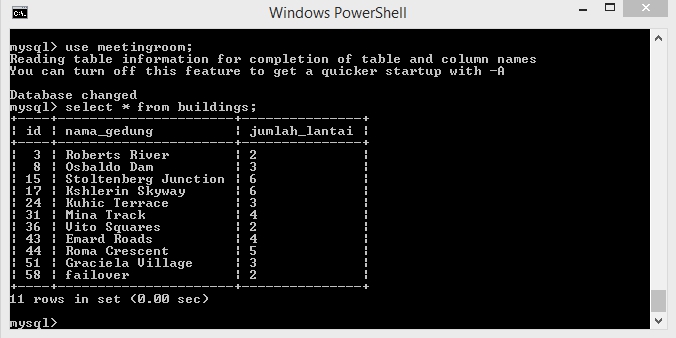 Windows PowerShell
mysql> use meetingroom;
Reading table information for completion of table and column names
You can turn off this feature to get a quicker startup with -A
Database changed
mysql> select * from buildings;
+----+----------------------+---------------+
| id | nama_gedung          | jumlah_lantai |
+----+----------------------+---------------+
|  3 | Roberts River        | 2             |
|  8 | Osbaldo Dam          | 3             |
| 15 | Stoltenberg Junction | 6             |
| 17 | Kshlerin Skyway      | 6             |
| 24 | Kuhic Terrace        | 3             |
| 31 | Mina Track           | 4             |
| 36 | Vito Squares         | 2             |
| 43 | Emard Roads          | 4             |
| 44 | Roma Crescent        | 5             |
| 51 | Graciela Village     | 3             |
| 58 | failover             | 2             |
+----+----------------------+---------------+
11 rows in set (0.00 sec)
mysql>